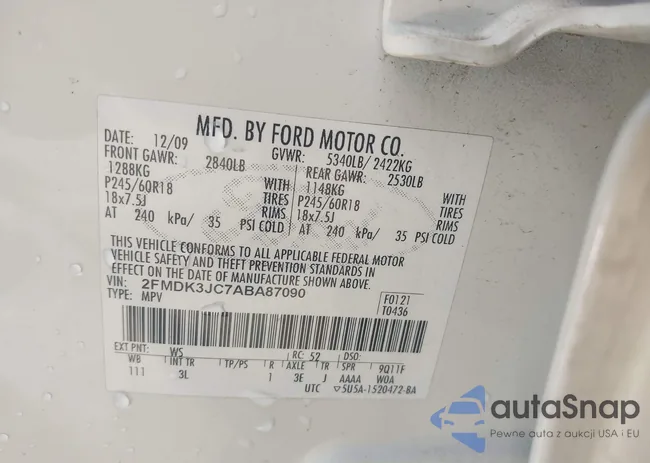 MFD. BY FORD MOTOR CO.
DATE: 12/09 GVWR: 5340LB/ 2422KG
FRONT GAWR: 2840LB REAR GAWR: 2530LB
1288KG WITH 1148KG WITH
P245/60R18 TIRES P245/60R18 TIRES
18x7.5J RIMS 18x7.5J RIMS
AT 240 kPa/ 35 PSI COLD AT 240 kPa/ 35 PSI COLD
THIS VEHICLE CONFORMS TO ALL APPLICABLE FEDERAL MOTOR
VEHICLE SAFETY AND THEFT PREVENTION STANDARDS IN
EFFECT ON THE DATE OF MANUFACTURE SHOWN ABOVE.
VIN: 2FMDK3JC7ABA87090 F0121
TYPE: MPV T0436
EXT PNT: WS RC: 52 DSO:
WB INT TR TP/PS R AXLE TR SPR 9Q11F
111 3L 1 3E J AAAA W0A
UTC ▽5U5A-1520472-BA
autaSnap
Pewne auta z aukcji USA i EU